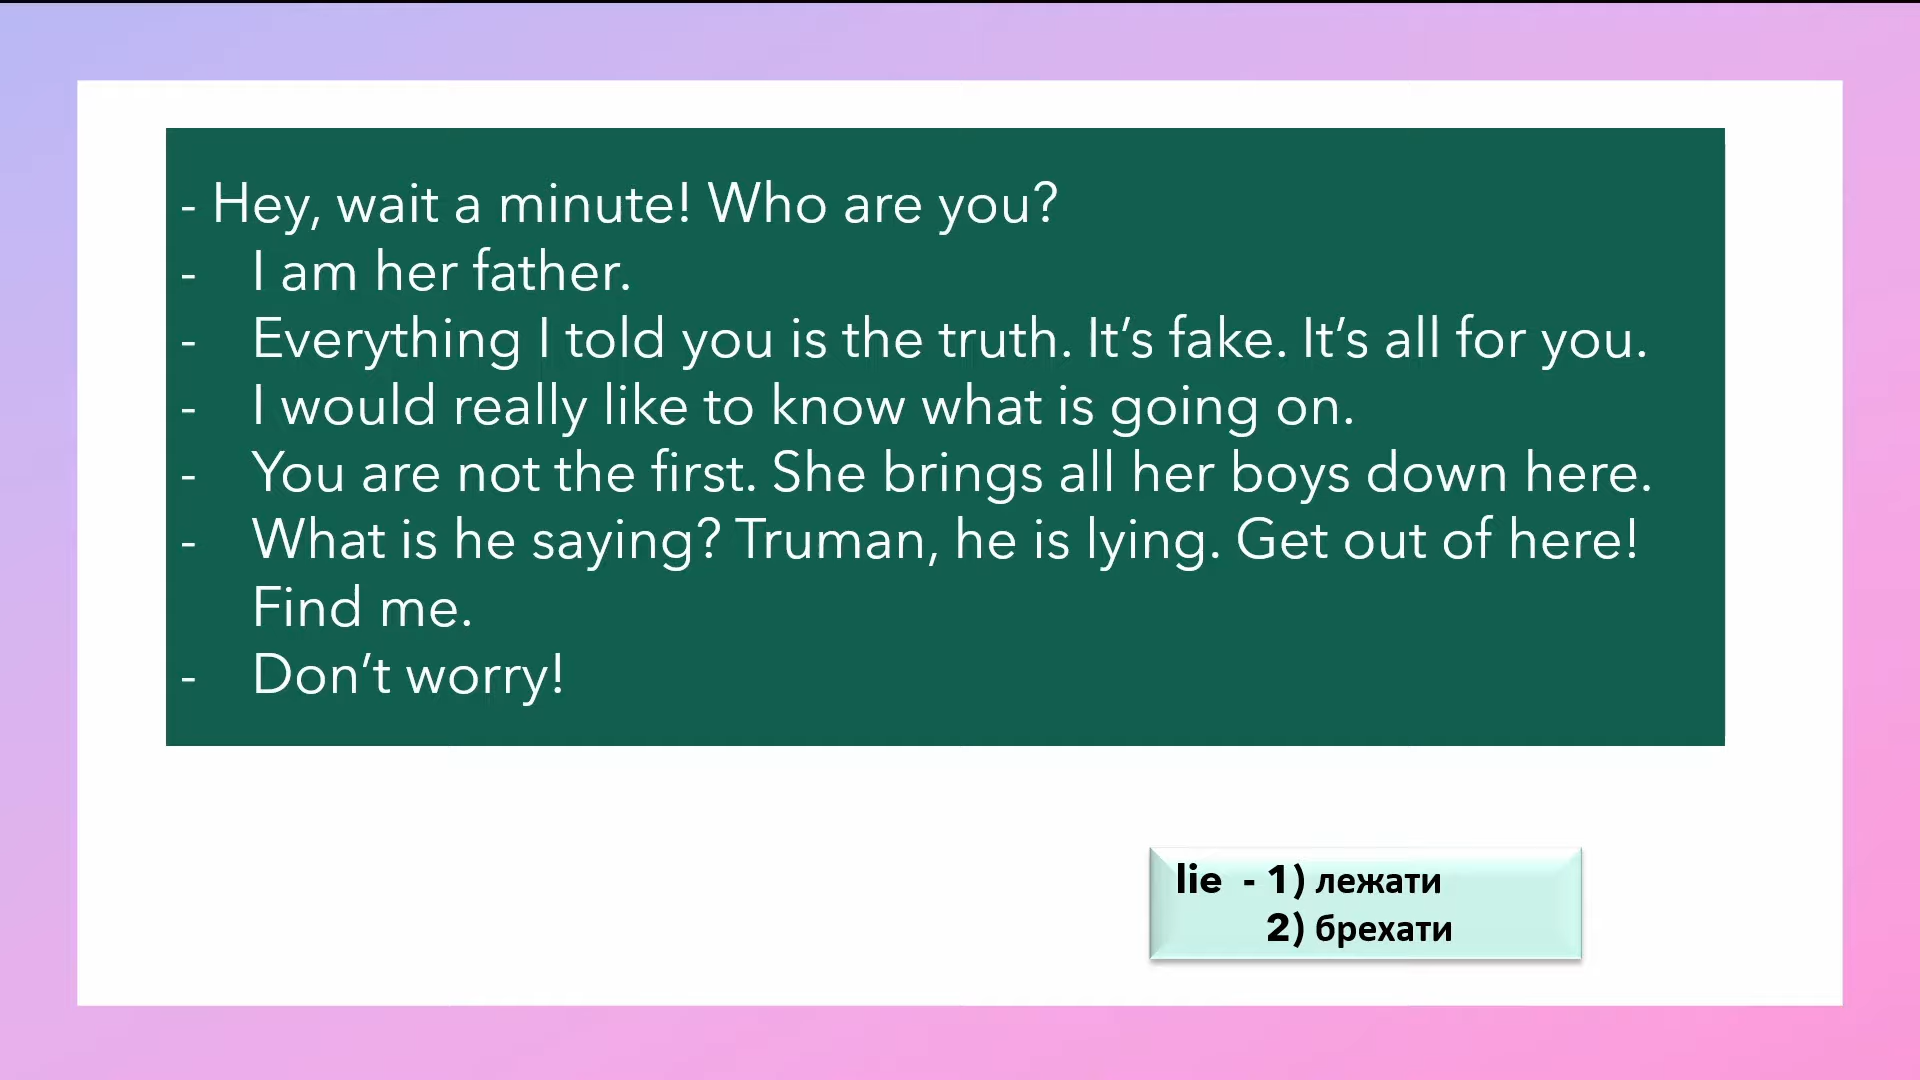 - Hey, wait a minute! Who are you?
- I am her father.
- Everything I told you is the truth. It’s fake. It’s all for you.
- I would really like to know what is going on.
- You are not the first. She brings all her boys down here.
- What is he saying? Truman, he is lying. Get out of here!
Find me.
- Don’t worry!
lie - 1) лежати
2) брехати